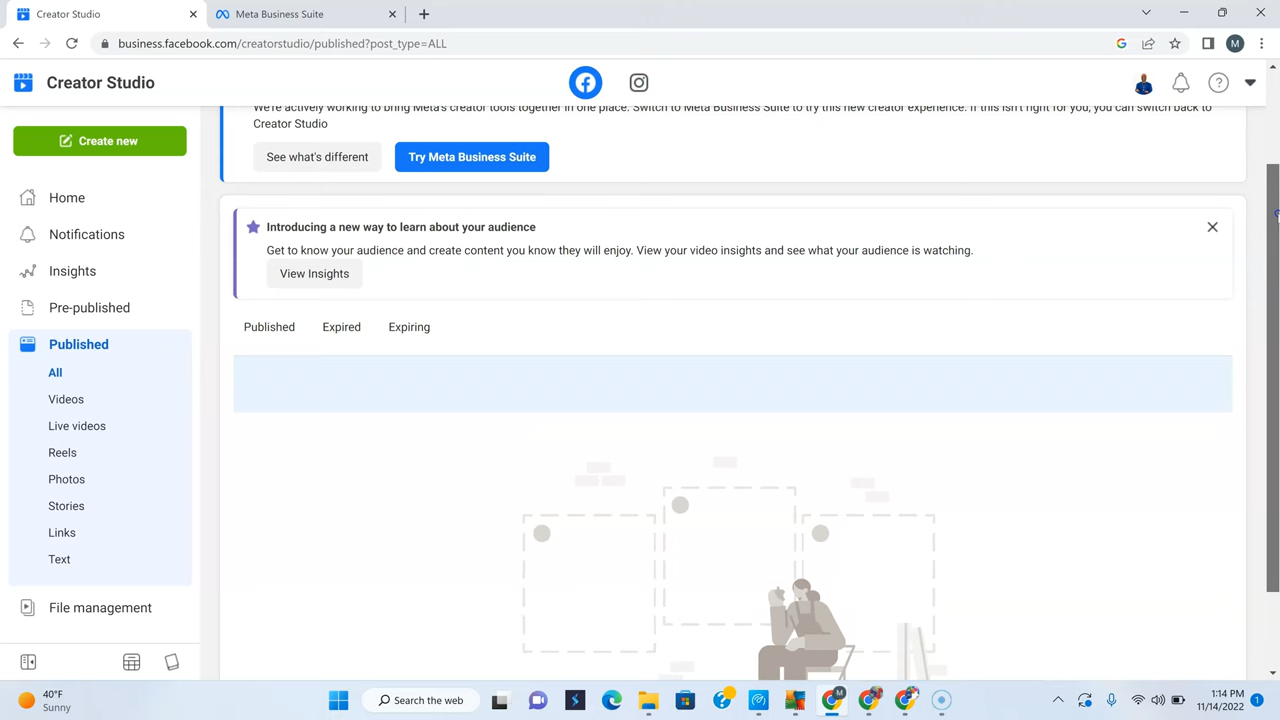 Creator Studio
Meta Business Suite
business.facebook.com/creatorstudio/published?post_type=ALL
M
Creator Studio
We're actively working to bring Meta's creator tools together in one place. Switch to Meta Business Suite to try this new creator experience. If this isn't right for you, you can switch back to
Creator Studio
See what's different
Try Meta Business Suite
Create new
Home
Notifications
Insights
Pre-published
Published
All
Videos
Live videos
Reels
Photos
Stories
Links
Text
File management
Introducing a new way to learn about your audience
Get to know your audience and create content you know they will enjoy. View your video insights and see what your audience is watching.
View Insights
Published
Expired
Expiring
40°F
Sunny
Search the web
M
1:14 PM
11/14/2022
1